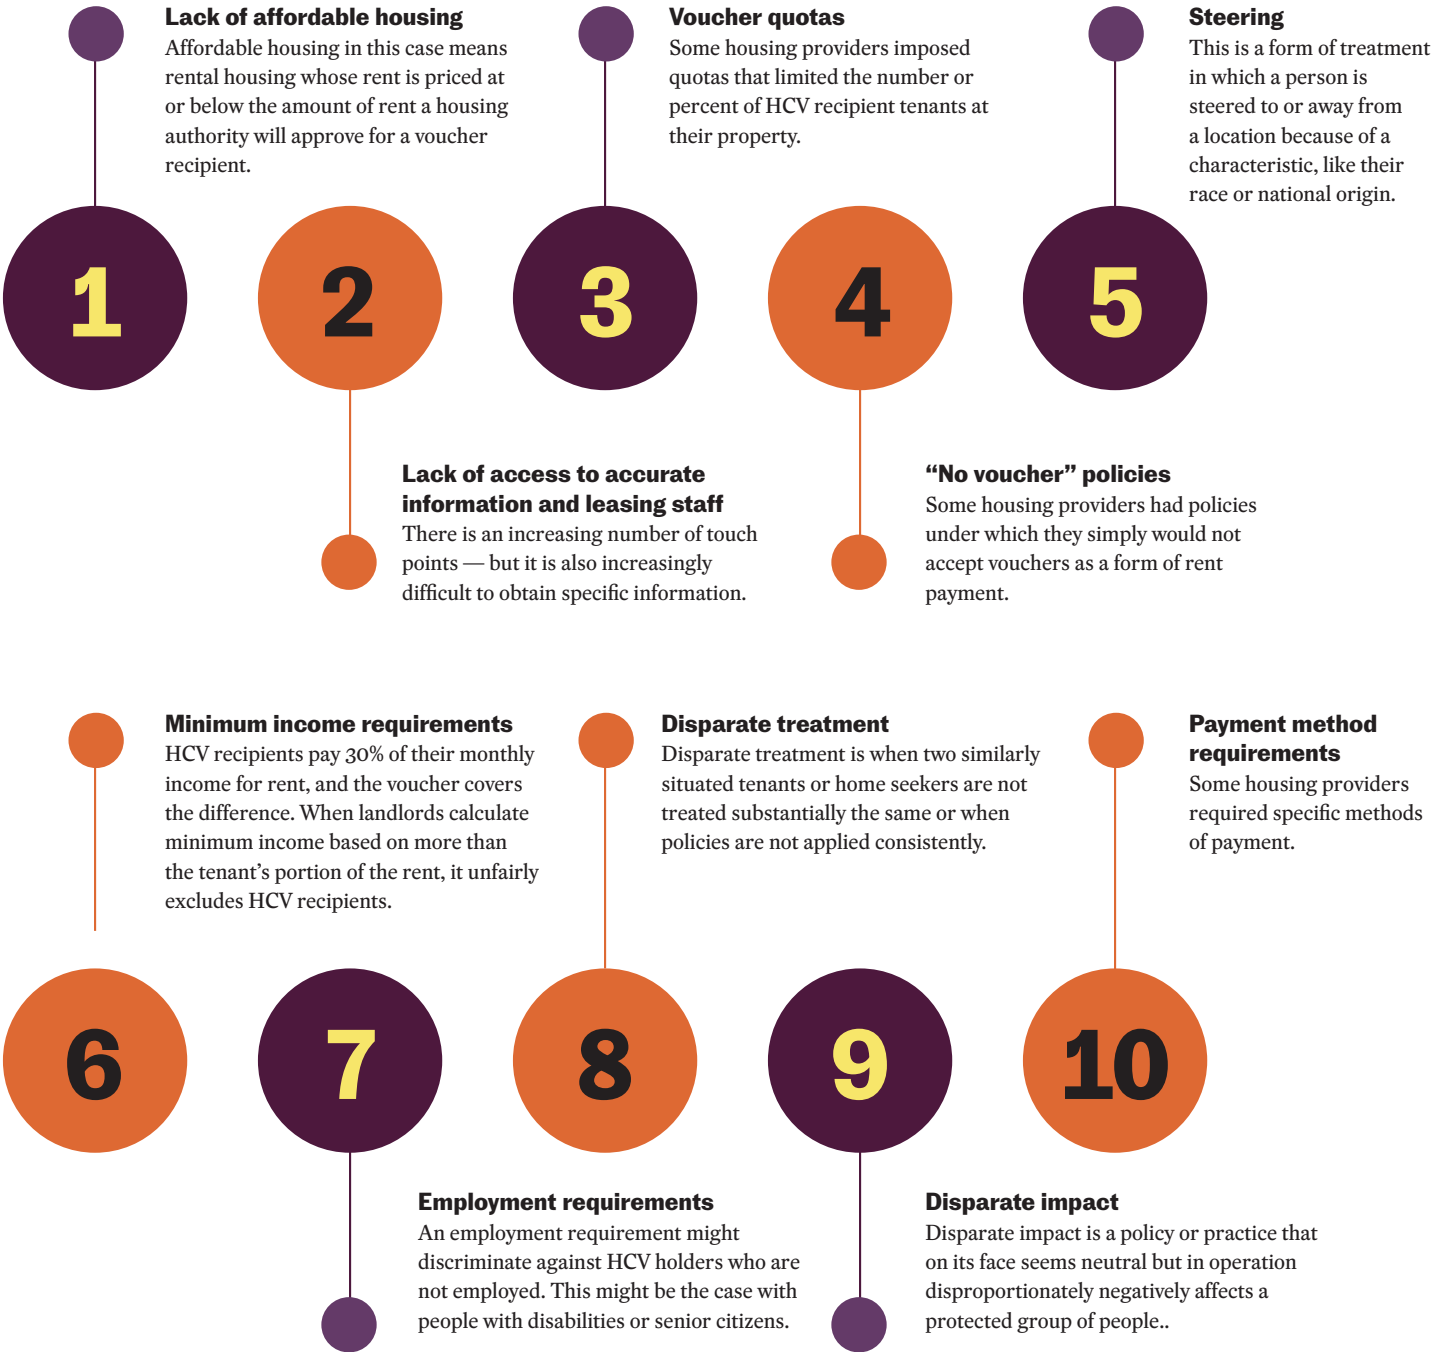 Lack of affordable housing
Affordable housing in this case means
rental housing whose rent is priced at
or below the amount of rent a housing
authority will approve for a voucher
recipient.
Voucher quotas
Some housing providers imposed
quotas that limited the number or
percent of HCV recipient tenants at
their property.
Steering
This is a form of treatment
in which a person is
steered to or away from
a location because of a
characteristic, like their
race or national origin.
1
2
3
4
5
Lack of access to accurate
information and leasing staff
There is an increasing number of touch
points — but it is also increasingly
difficult to obtain specific information.
“No voucher” policies
Some housing providers had policies
under which they simply would not
accept vouchers as a form of rent
payment.
Minimum income requirements
HCV recipients pay 30% of their monthly
income for rent, and the voucher covers
the difference. When landlords calculate
minimum income based on more than
the tenant’s portion of the rent, it unfairly
excludes HCV recipients.
Disparate treatment
Disparate treatment is when two similarly
situated tenants or home seekers are not
treated substantially the same or when
policies are not applied consistently.
Payment method
requirements
Some housing providers
required specific methods
of payment.
6
7
8
9
10
Employment requirements
An employment requirement might
discriminate against HCV holders who are
not employed. This might be the case with
people with disabilities or senior citizens.
Disparate impact
Disparate impact is a policy or practice that
on its face seems neutral but in operation
disproportionately negatively affects a
protected group of people..